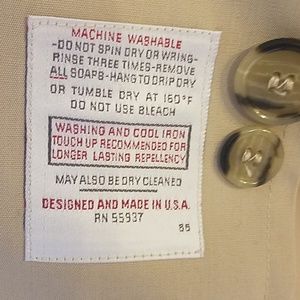 MACHINE WASHABLE
-DO NOT SPIN DRY OR WRING-
RINSE THREE TIMES-REMOVE
ALL SOAPS-HANG TO DRIP DRY
OR TUMBLE DRY AT 160°F
DO NOT USE BLEACH
WASHING AND COOL IRON
TOUCH UP RECOMMENDED FOR
LONGER LASTING REPELLENCY
MAY ALSO BE DRY CLEANED
DESIGNED AND MADE IN U.S.A.
RN 55937
85